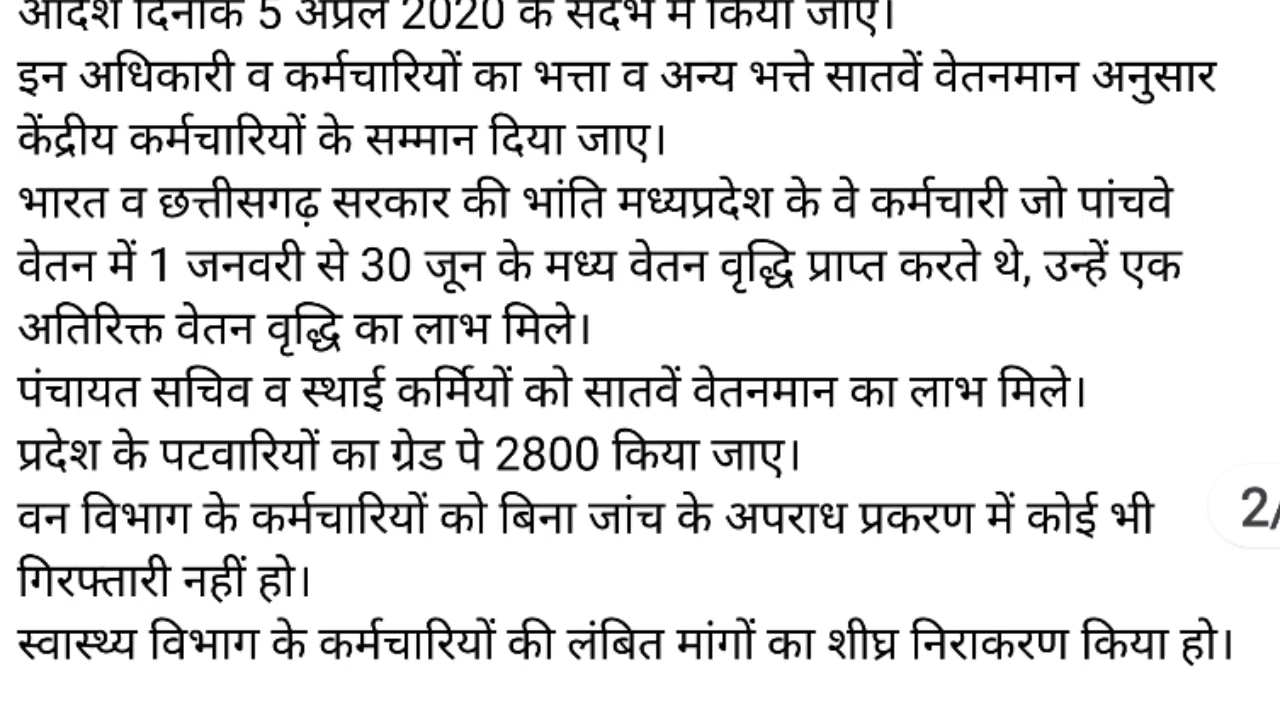 आदेश दिनांक 5 अप्रैल 2020 के संदर्भ में किया जाए।
इन अधिकारी व कर्मचारियों का भत्ता व अन्य भत्ते सातवें वेतनमान अनुसार
केंद्रीय कर्मचारियों के सम्मान दिया जाए।
भारत व छत्तीसगढ़ सरकार की भांति मध्यप्रदेश के वे कर्मचारी जो पांचवे
वेतन में 1 जनवरी से 30 जून के मध्य वेतन वृद्धि प्राप्त करते थे, उन्हें एक
अतिरिक्त वेतन वृद्धि का लाभ मिले।
पंचायत सचिव व स्थाई कर्मियों को सातवें वेतनमान का लाभ मिले।
प्रदेश के पटवारियों का ग्रेड पे 2800 किया जाए।
वन विभाग के कर्मचारियों को बिना जांच के अपराध प्रकरण में कोई भी
गिरफ्तारी नहीं हो।
स्वास्थ्य विभाग के कर्मचारियों की लंबित मांगों का शीघ्र निराकरण किया हो।
2/